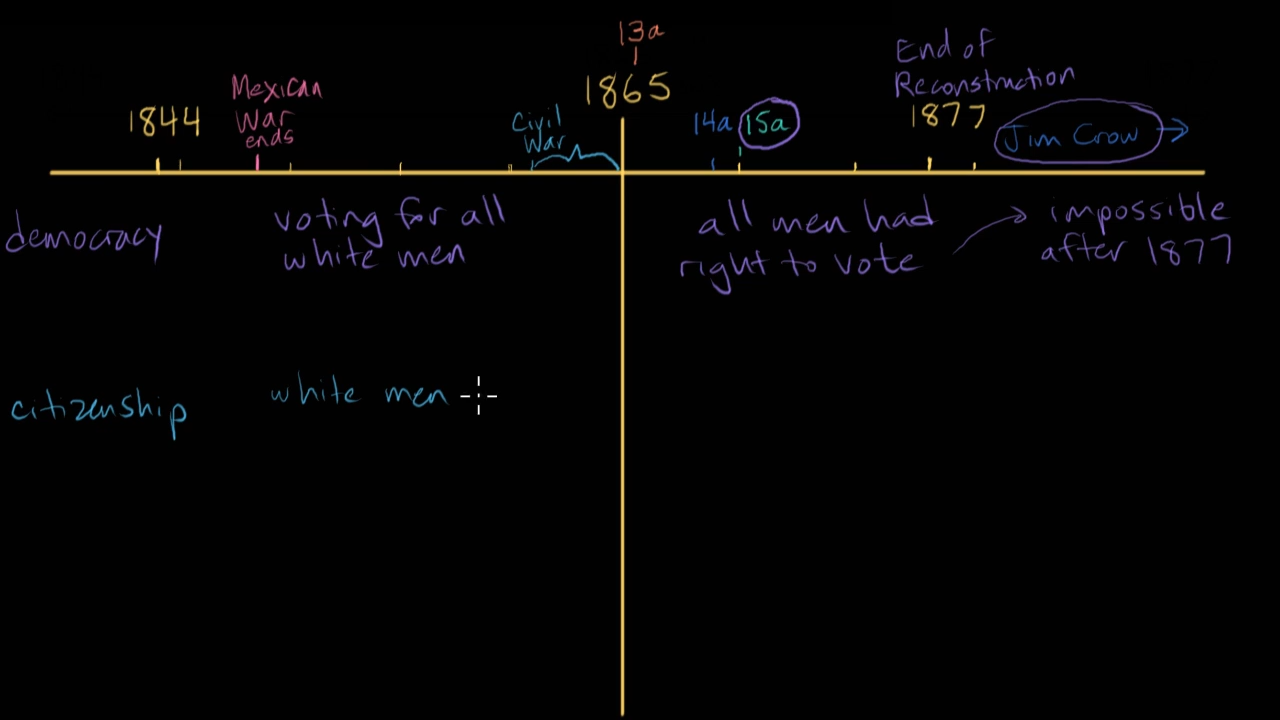 13a
1865
End of
Reconstruction
1877
Mexican
War
ends
1844
Civil
War
14a 15a
Jim Crow
democracy
voting for all
white men
all men had
right to vote
impossible
after 1877
citizenship
white men